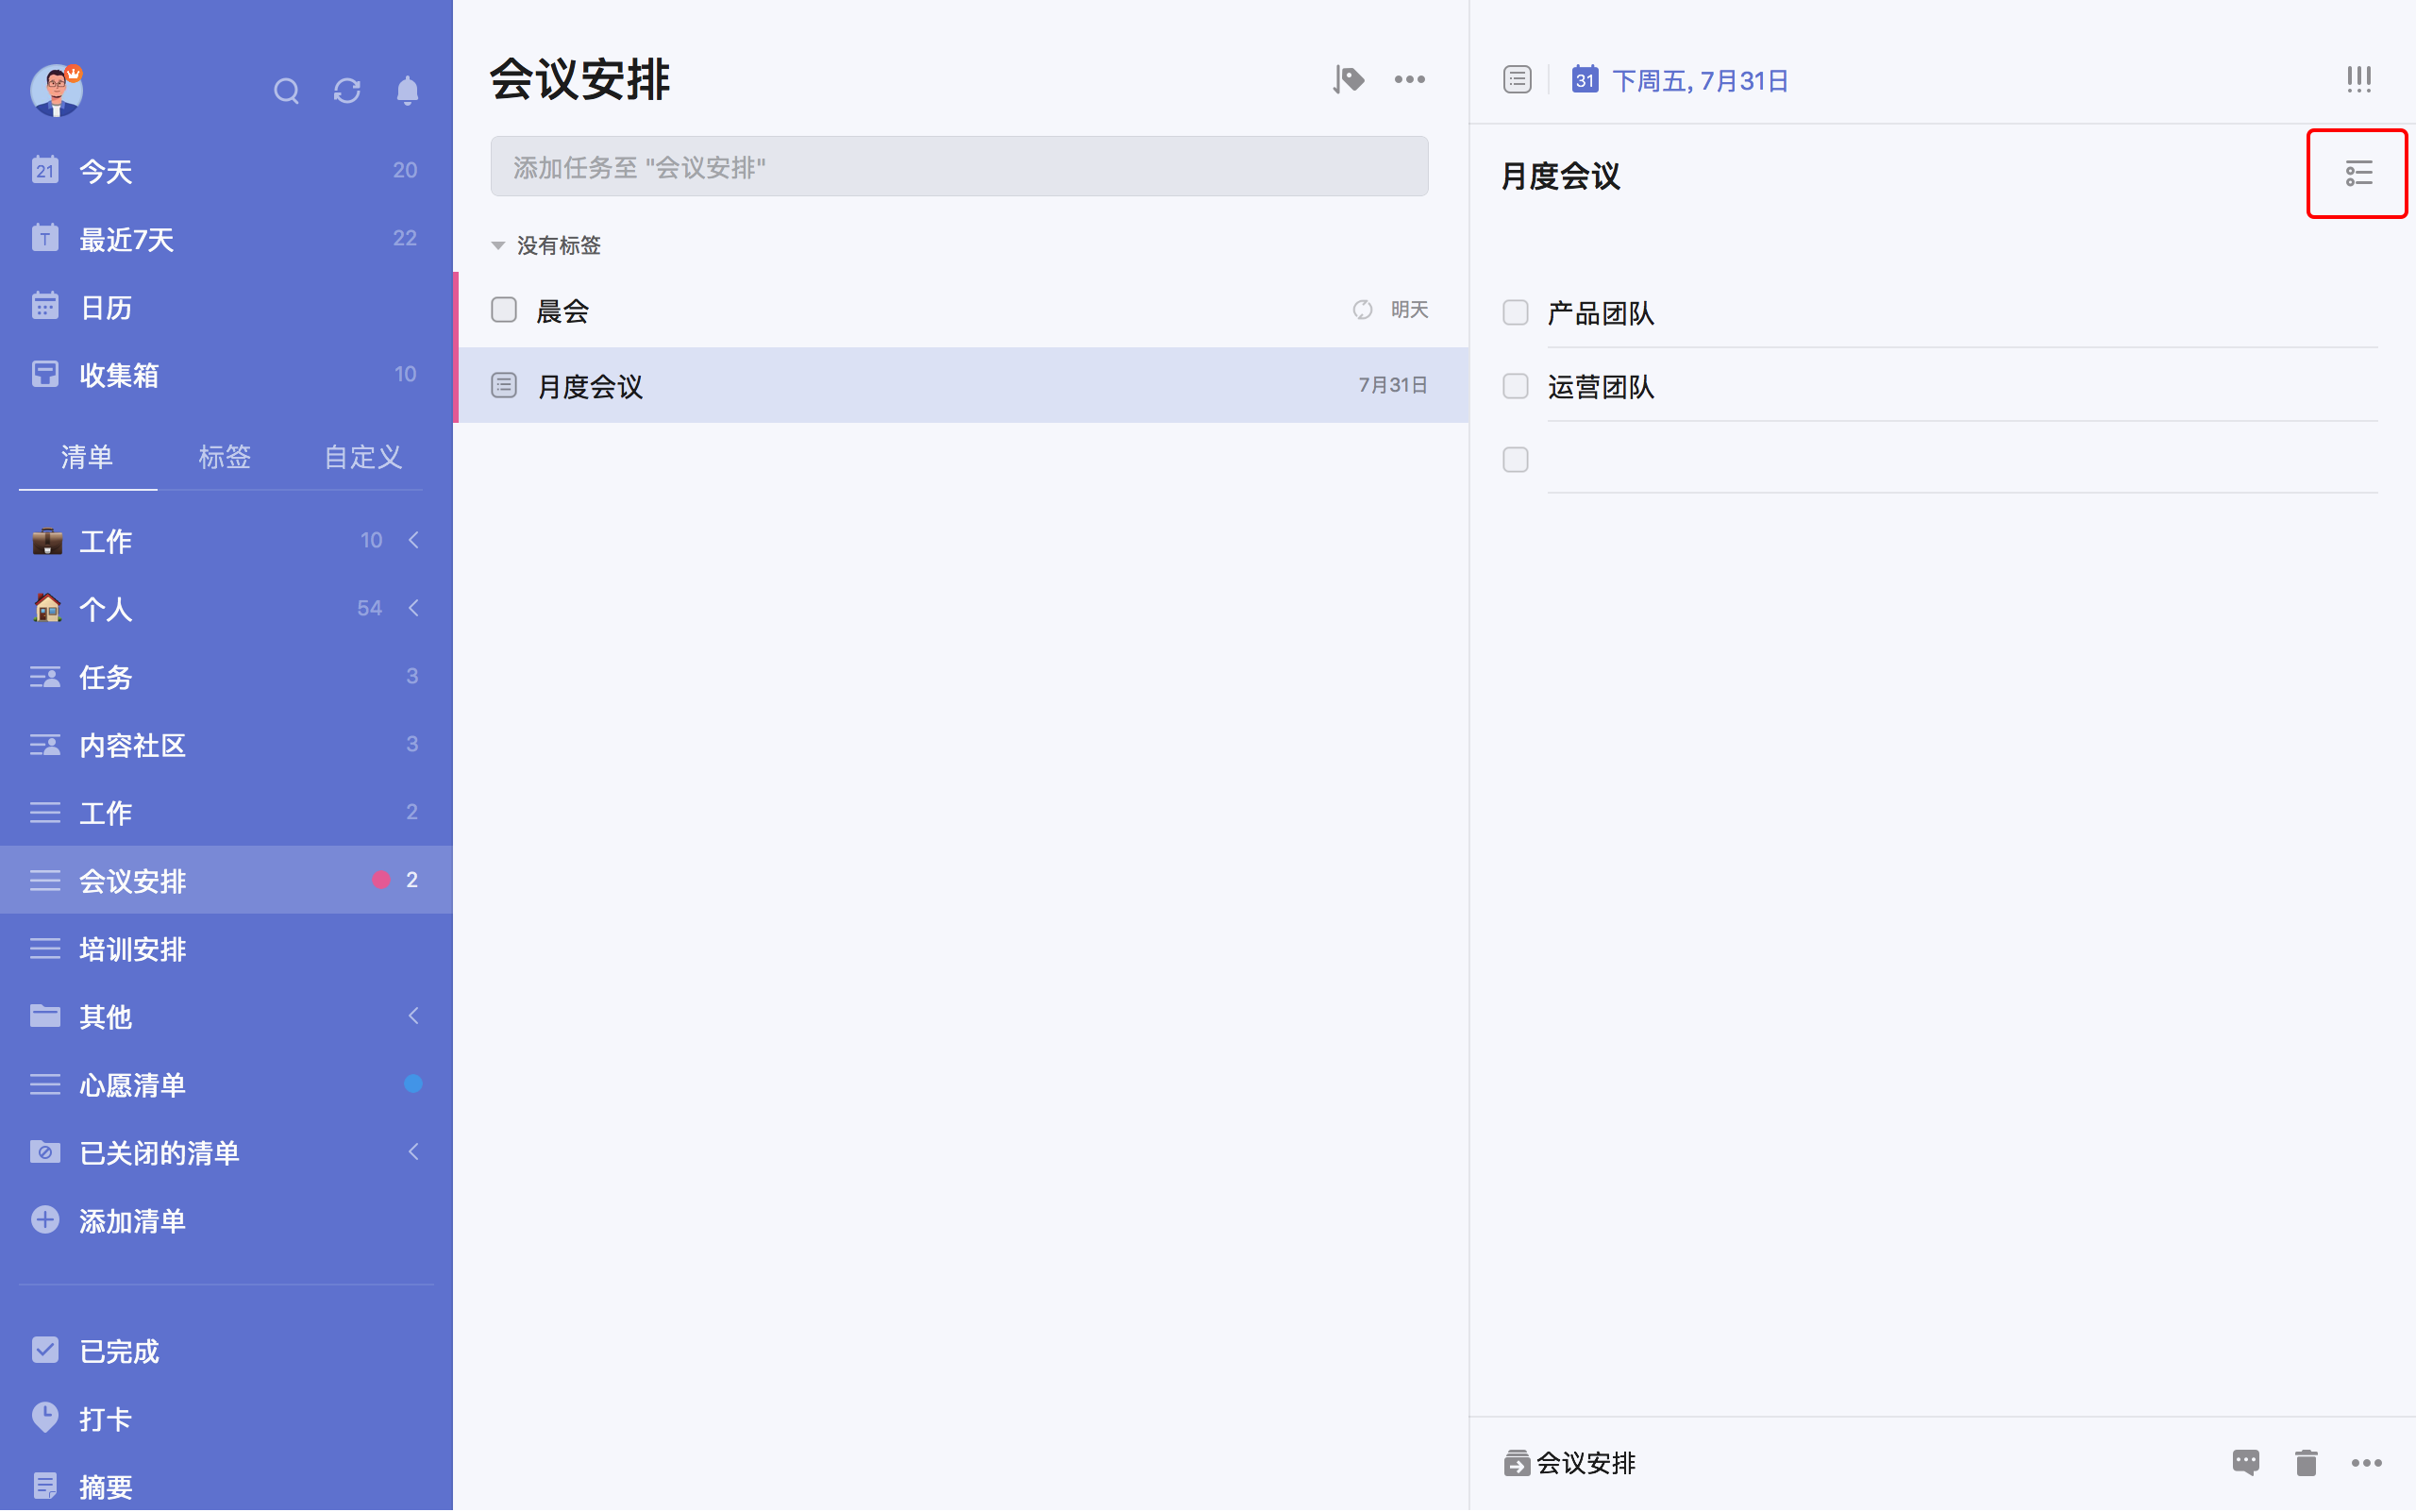 21 今天 20
T 最近7天 22
日历
收集箱 10
清单 标签 自定义
工作 10
个人 54
任务 3
内容社区 3
工作 2
会议安排 2
培训安排
其他
心愿清单
已关闭的清单
添加清单
已完成
打卡
摘要
会议安排
添加任务至 "会议安排"
没有标签
晨会 明天
月度会议 7月31日
31 下周五, 7月31日
月度会议
产品团队
运营团队
会议安排